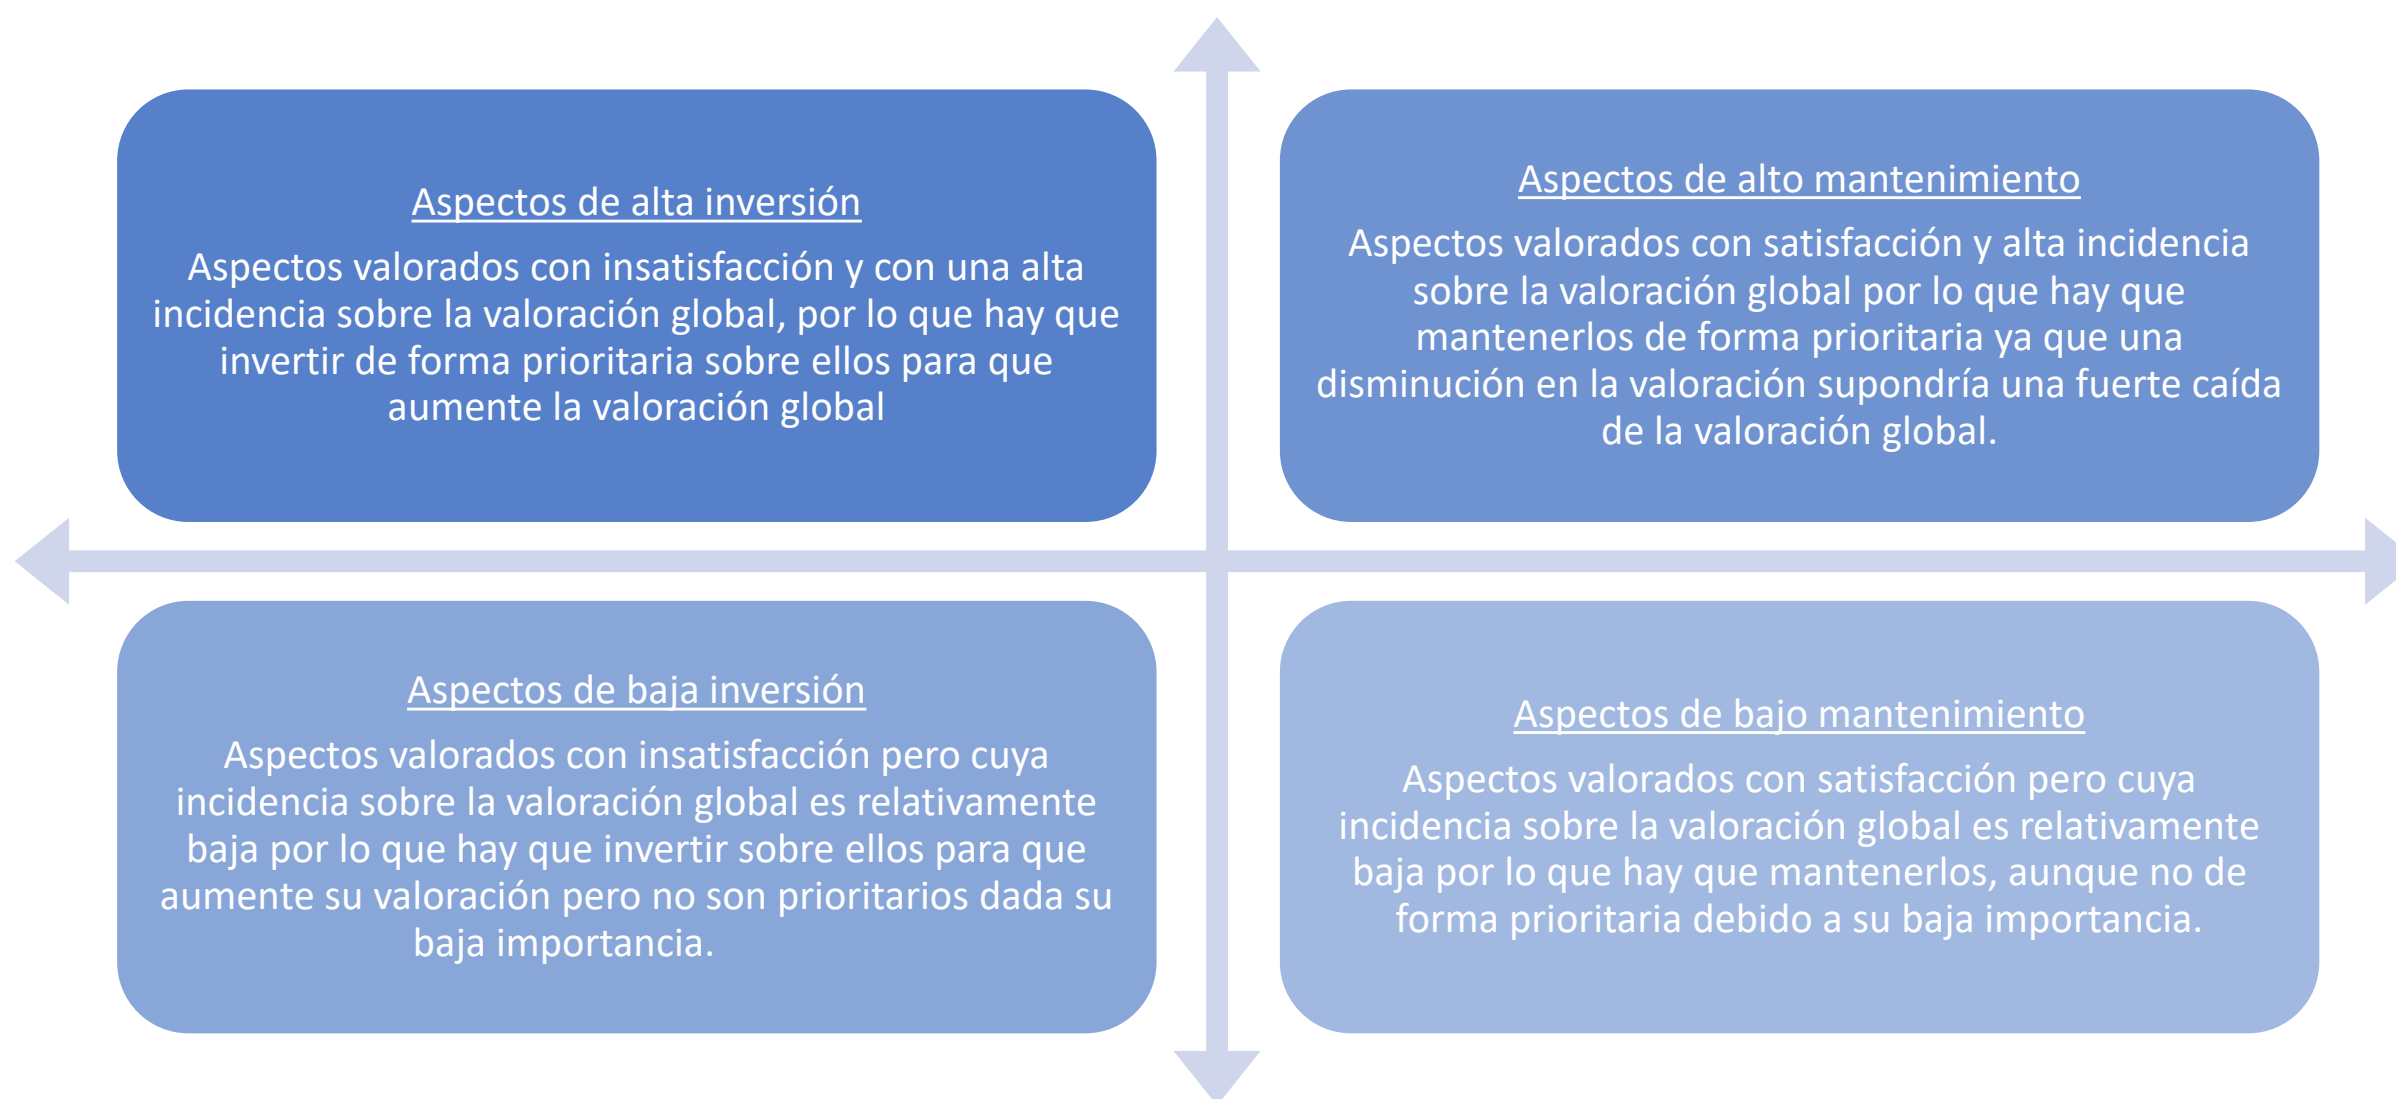 Aspectos de alta inversión
Aspectos valorados con insatisfacción y con una alta
incidencia sobre la valoración global, por lo que hay que
invertir de forma prioritaria sobre ellos para que
aumente la valoración global
Aspectos de alto mantenimiento
Aspectos valorados con satisfacción y alta incidencia
sobre la valoración global por lo que hay que
mantenerlos de forma prioritaria ya que una
disminución en la valoración supondría una fuerte caída
de la valoración global.
Aspectos de baja inversión
Aspectos valorados con insatisfacción pero cuya
incidencia sobre la valoración global es relativamente
baja por lo que hay que invertir sobre ellos para que
aumente su valoración pero no son prioritarios dada su
baja importancia.
Aspectos de bajo mantenimiento
Aspectos valorados con satisfacción pero cuya
incidencia sobre la valoración global es relativamente
baja por lo que hay que mantenerlos, aunque no de
forma prioritaria debido a su baja importancia.